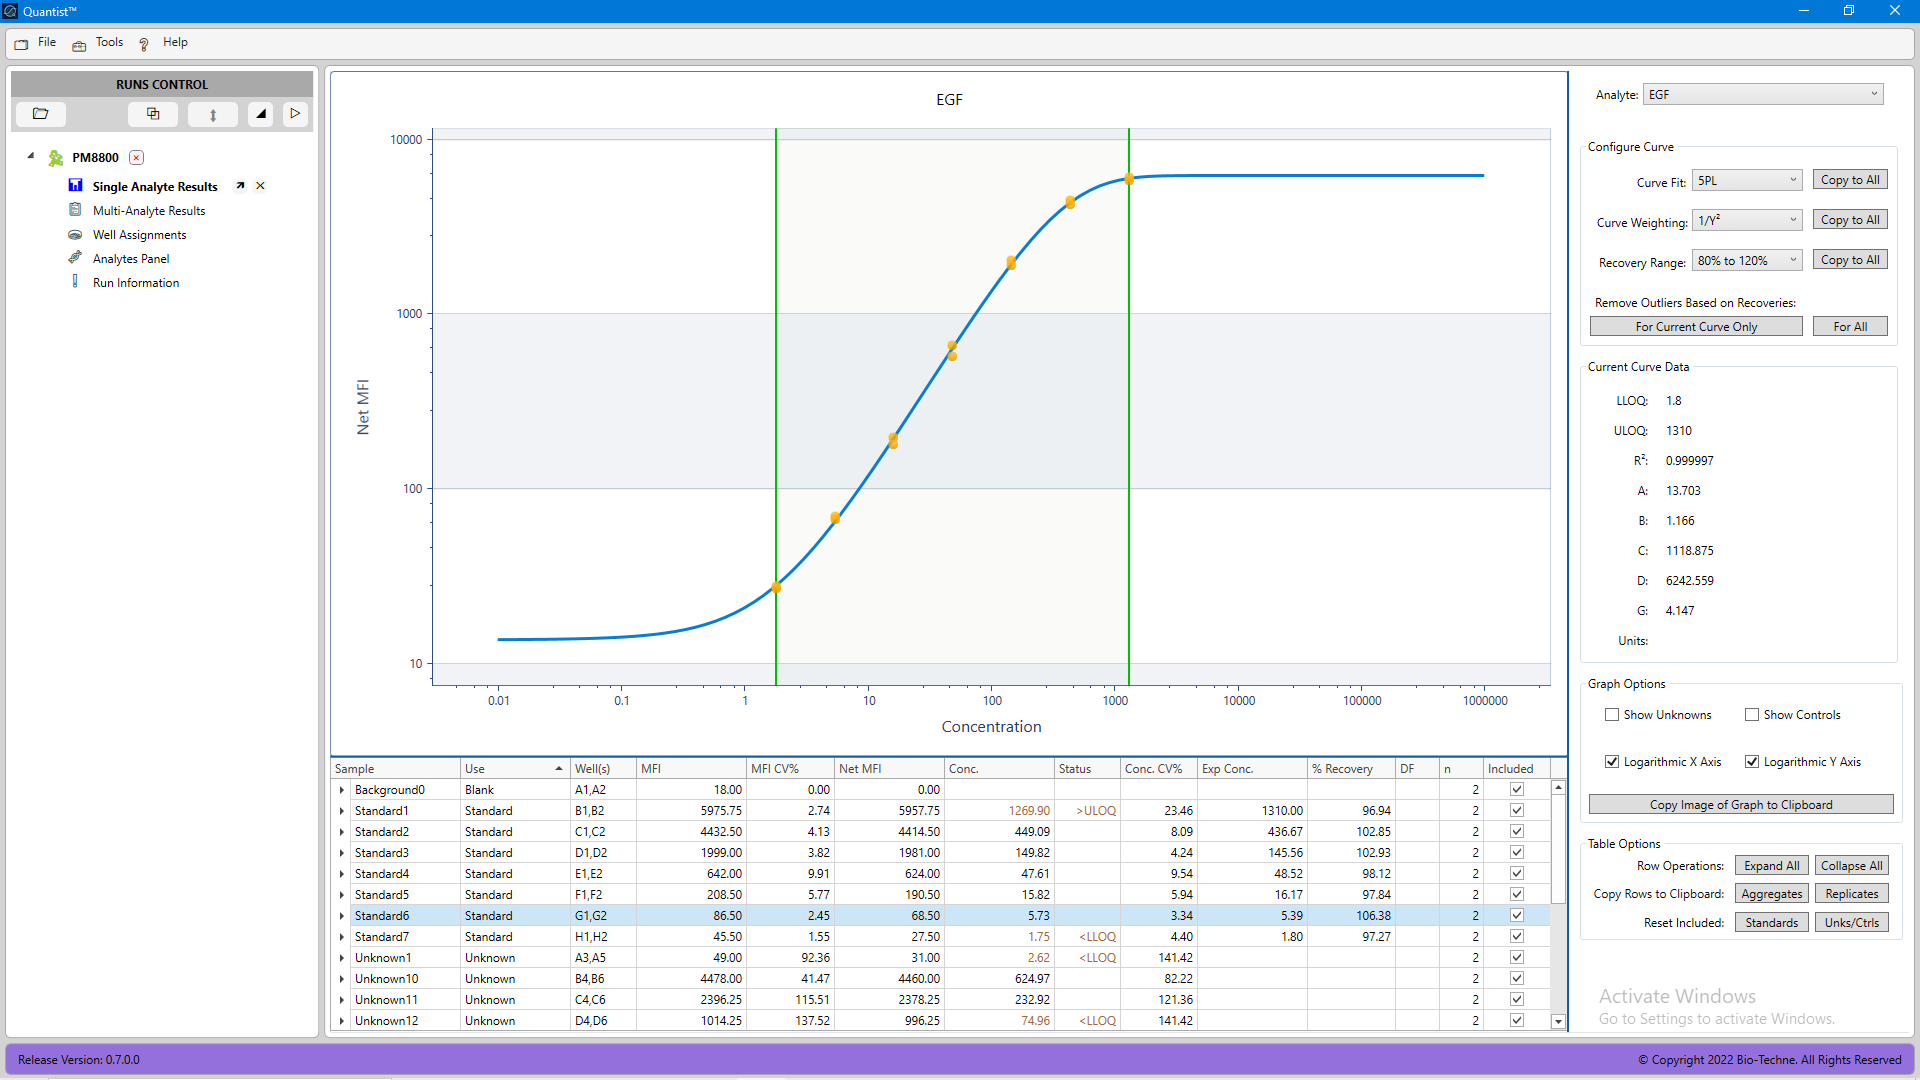 Quantist™
File Tools Help
RUNS CONTROL
PM8800
Single Analyte Results
Multi-Analyte Results
Well Assignments
Analytes Panel
Run Information
EGF
10000
1000
100
10
Net MFI
0.01 0.1 1 10 100 1000 10000 100000 1000000
Concentration
Sample Use Well(s) MFI MFI CV% Net MFI Conc. Status Conc. CV% Exp Conc. % Recovery DF n Included
Background0 Blank A1,A2 18.00 0.00 0.00 2
Standard1 Standard B1,B2 5975.75 2.74 5957.75 1269.90 >ULOQ 23.46 1310.00 96.94 2
Standard2 Standard C1,C2 4432.50 4.13 4414.50 449.09 8.09 436.67 102.85 2
Standard3 Standard D1,D2 1999.00 3.82 1981.00 149.82 4.24 145.56 102.93 2
Standard4 Standard E1,E2 642.00 9.91 624.00 47.61 9.54 48.52 98.12 2
Standard5 Standard F1,F2 208.50 5.77 190.50 15.82 5.94 16.17 97.84 2
Standard6 Standard G1,G2 86.50 2.45 68.50 5.73 3.34 5.39 106.38 2
Standard7 Standard H1,H2 45.50 1.55 27.50 1.75 <LLOQ 4.40 1.80 97.27 2
Unknown1 Unknown A3,A5 49.00 92.36 31.00 2.62 <LLOQ 141.42 2
Unknown10 Unknown B4,B6 4478.00 41.47 4460.00 624.97 82.22 2
Unknown11 Unknown C4,C6 2396.25 115.51 2378.25 232.92 121.36 2
Unknown12 Unknown D4,D6 1014.25 137.52 996.25 74.96 <LLOQ 141.42 2
Analyte: EGF
Configure Curve
Curve Fit: 5PL Copy to All
Curve Weighting: 1/Y² Copy to All
Recovery Range: 80% to 120% Copy to All
Remove Outliers Based on Recoveries:
For Current Curve Only For All
Current Curve Data
LLOQ: 1.8
ULOQ: 1310
R²: 0.999997
A: 13.703
B: 1.166
C: 1118.875
D: 6242.559
G: 4.147
Units:
Graph Options
Show Unknowns Show Controls
Logarithmic X Axis Logarithmic Y Axis
Copy Image of Graph to Clipboard
Table Options
Row Operations: Expand All Collapse All
Copy Rows to Clipboard: Aggregates Replicates
Reset Included: Standards Unks/Ctrls
Activate Windows
Go to Settings to activate Windows.
Release Version: 0.7.0.0
© Copyright 2022 Bio-Techne. All Rights Reserved